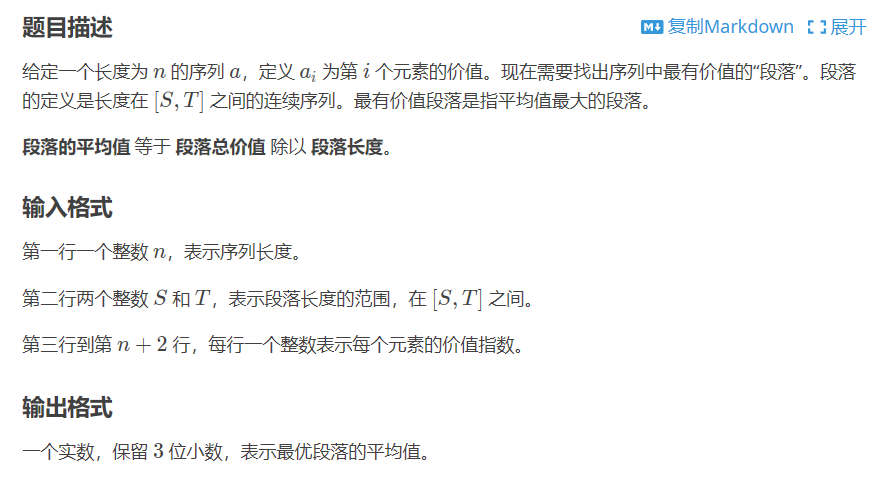 题目描述
复制Markdown 展开
给定一个长度为 n 的序列 a，定义 a_i 为第 i 个元素的价值。现在需要找出序列中最有价值的“段落”。段落
的定义是长度在 [S, T] 之间的连续序列。最有价值段落是指平均值最大的段落。
段落的平均值 等于 段落总价值 除以 段落长度。
输入格式
第一行一个整数 n，表示序列长度。
第二行两个整数 S 和 T，表示段落长度的范围，在 [S, T] 之间。
第三行到第 n + 2 行，每行一个整数表示每个元素的价值指数。
输出格式
一个实数，保留 3 位小数，表示最优段落的平均值。